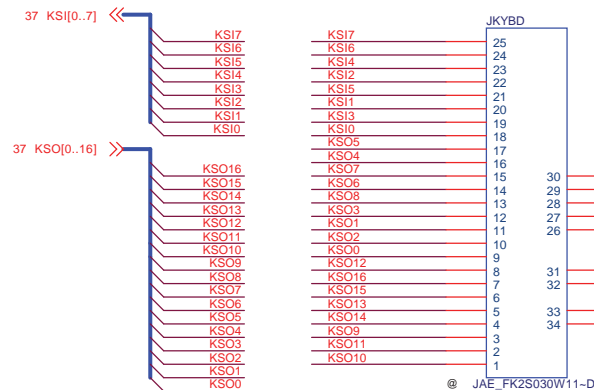 37 KSI[0..7]
KSI7
KSI6
KSI5
KSI4
KSI3
KSI2
KSI1
KSI0
37 KSO[0..16]
KSO16
KSO15
KSO14
KSO13
KSO12
KSO11
KSO10
KSO9
KSO8
KSO7
KSO6
KSO5
KSO4
KSO3
KSO2
KSO1
KSO0
JKYBD
KSI7 25
KSI6 24
KSI4 23
KSI2 22
KSI5 21
KSI1 20
KSI3 19
KSI0 18
KSO5 17
KSO4 16
KSO7 15 30
KSO6 14 29
KSO8 13 28
KSO3 12 27
KSO1 11 26
KSO2 10
KSO0 9
KSO12 8 31
KSO16 7 32
KSO15 6
KSO13 5 33
KSO14 4 34
KSO9 3
KSO11 2
KSO10 1
@ JAE_FK2S030W11~D